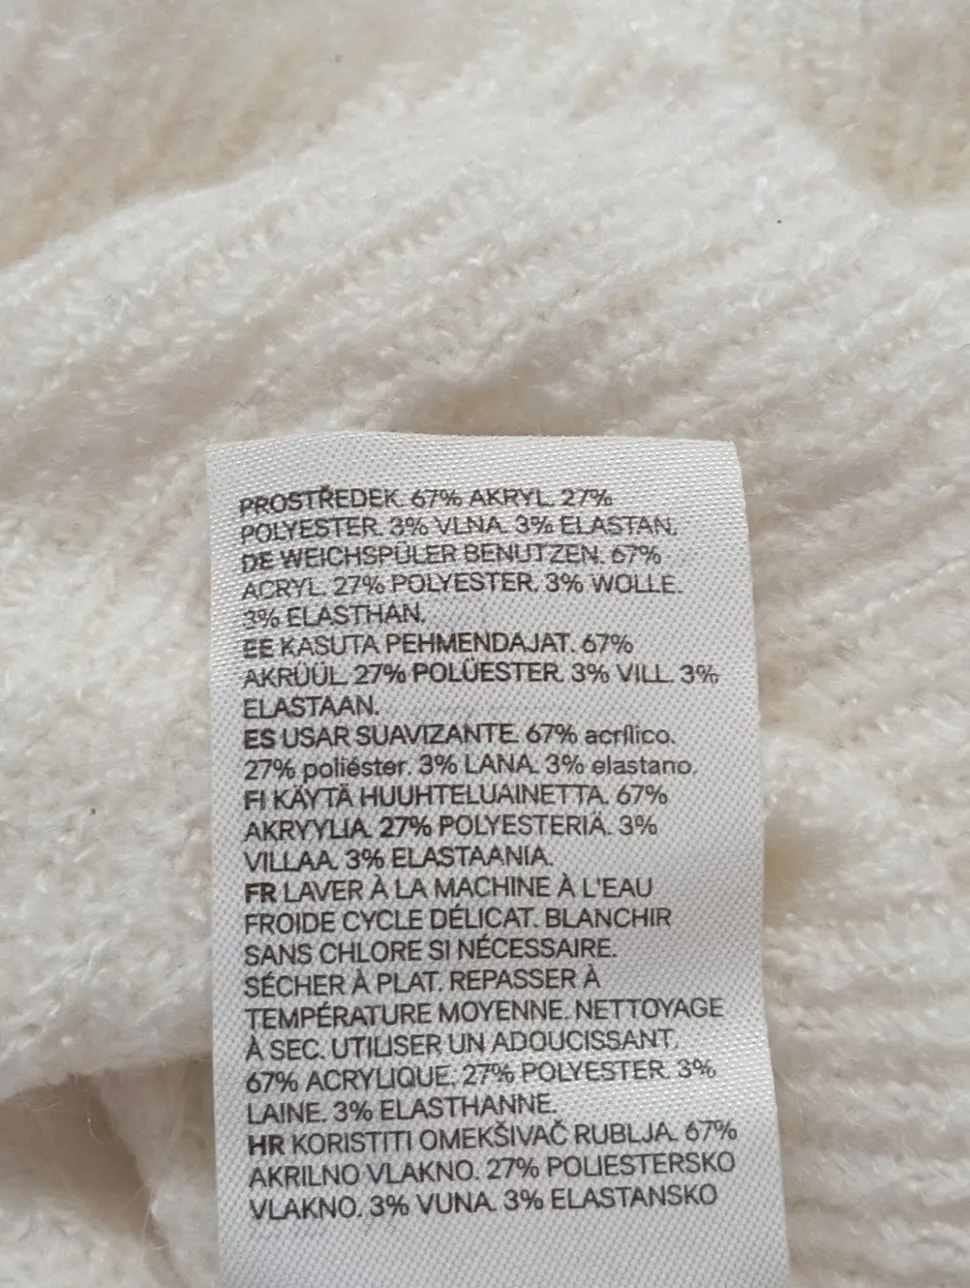 PROSTŘEDEK. 67% AKRYL. 27%
POLYESTER. 3% VLNA. 3% ELASTAN.
DE WEICHSPÜLER BENUTZEN. 67%
ACRYL. 27% POLYESTER. 3% WOLLE.
3% ELASTHAN.
EE KASUTA PEHMENDAJAT. 67%
AKRÜÜL. 27% POLÜESTER. 3% VILL. 3%
ELASTAAN.
ES USAR SUAVIZANTE. 67% acrílico.
27% poliéster. 3% LANA. 3% elastano.
FI KÄYTÄ HUUHTELUAINETTA. 67%
AKRYYLIA. 27% POLYESTERIÄ. 3%
VILLAA. 3% ELASTAANIA.
FR LAVER À LA MACHINE À L'EAU
FROIDE CYCLE DÉLICAT. BLANCHIR
SANS CHLORE SI NÉCESSAIRE.
SÉCHER À PLAT. REPASSER À
TEMPÉRATURE MOYENNE. NETTOYAGE
À SEC. UTILISER UN ADOUCISSANT.
67% ACRYLIQUE. 27% POLYESTER. 3%
LAINE. 3% ELASTHANNE.
HR KORISTITI OMEKŠIVAČ RUBLJA. 67%
AKRILNO VLAKNO. 27% POLIESTERSKO
VLAKNO. 3% VUNA. 3% ELASTANSKO